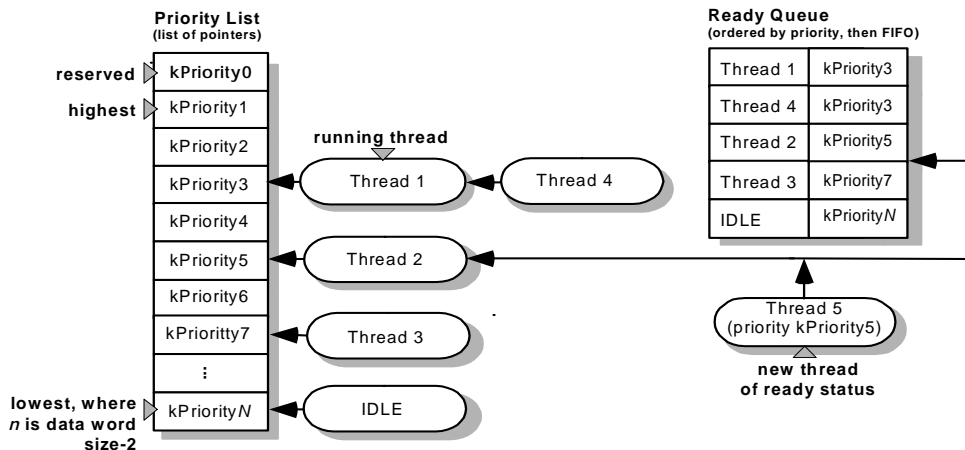 Priority List
(list of pointers)
reserved
highest
kPriority0
kPriority1
kPriority2
kPriority3
kPriority4
kPriority5
kPriority6
kPrioritty7
...
kPriorityN
lowest, where
n is data word
size-2
running thread
Thread 1
Thread 4
Thread 2
Thread 3
IDLE
Ready Queue
(ordered by priority, then FIFO)
Thread 1 kPriority3
Thread 4 kPriority3
Thread 2 kPriority5
Thread 3 kPriority7
IDLE kPriorityN
Thread 5
(priority kPriority5)
new thread
of ready status